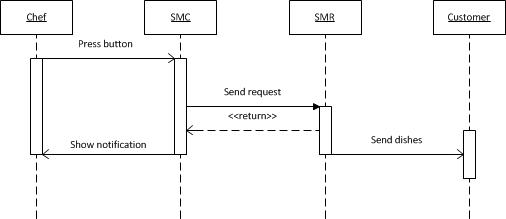 Chef
SMC
SMR
Customer
Press button
Send request
<<return>>
Send dishes
Show notification